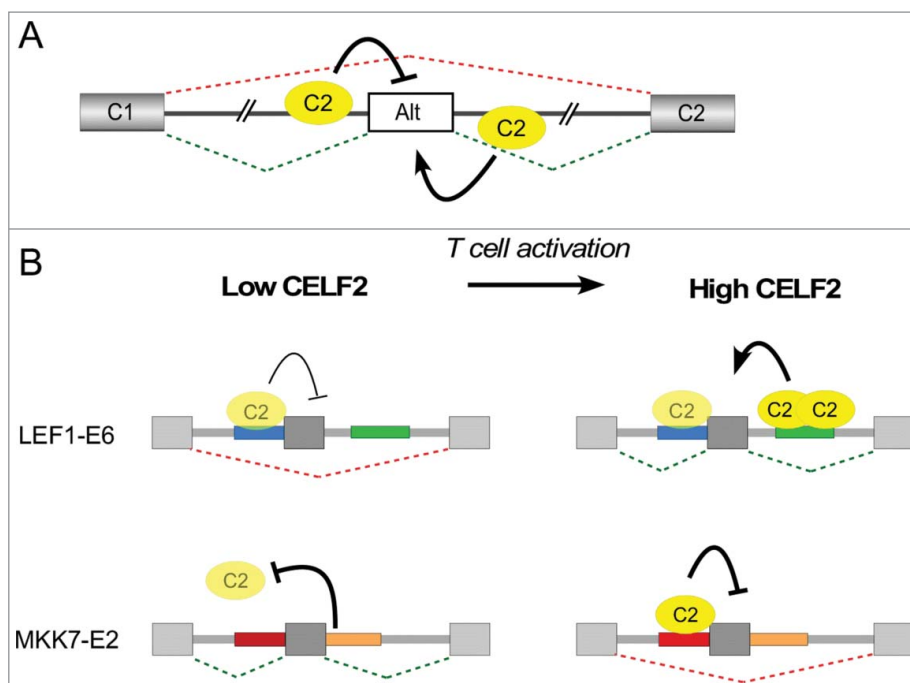 A
C1
C2
Alt
C2
C2
B
T cell activation
Low CELF2
High CELF2
LEF1-E6
C2
C2
C2
C2
MKK7-E2
C2
C2